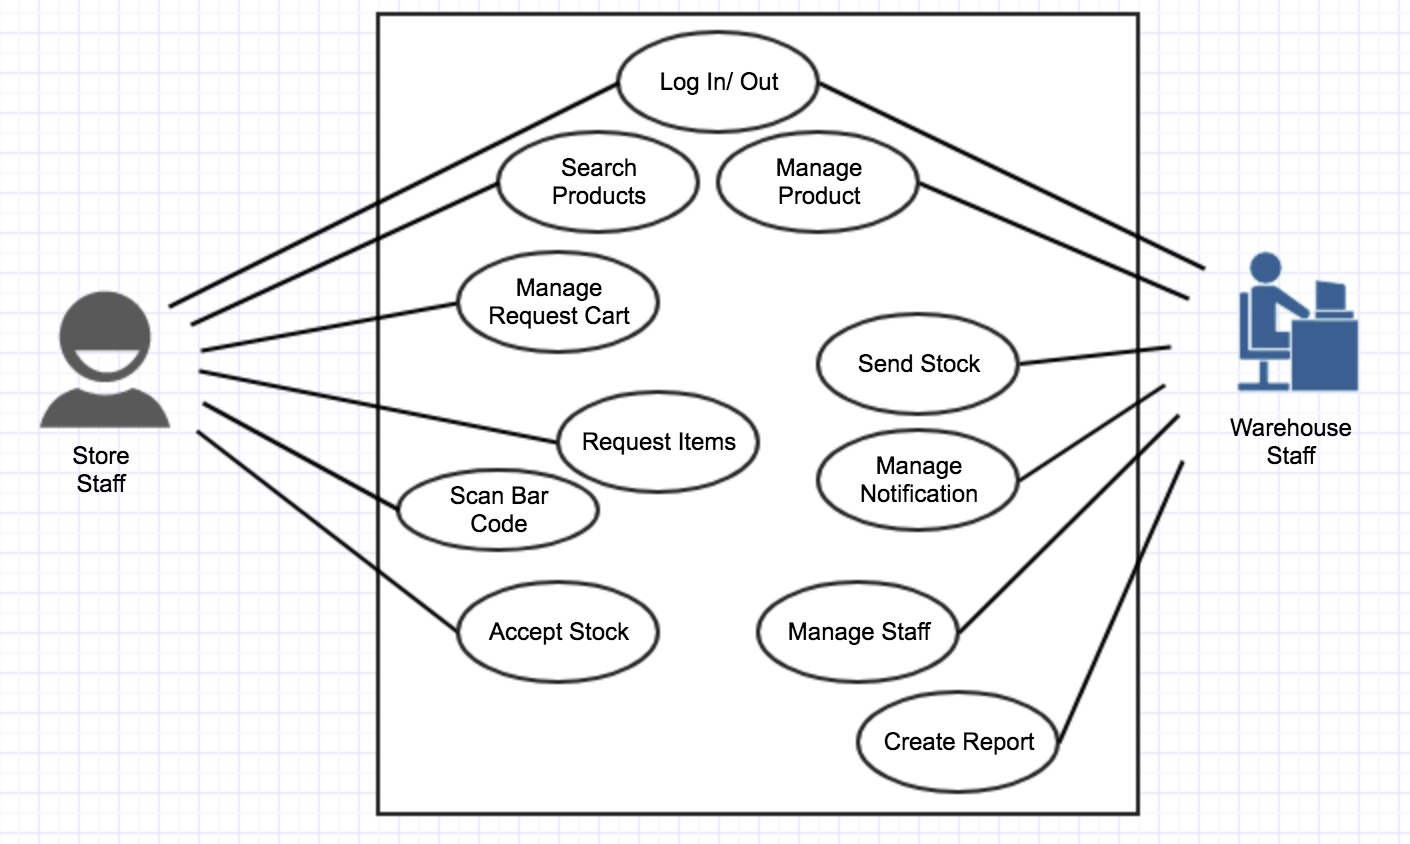 Log In/ Out
Search
Products
Manage
Product
Manage
Request Cart
Send Stock
Request Items
Manage
Notification
Scan Bar
Code
Accept Stock
Manage Staff
Create Report
Store
Staff
Warehouse
Staff